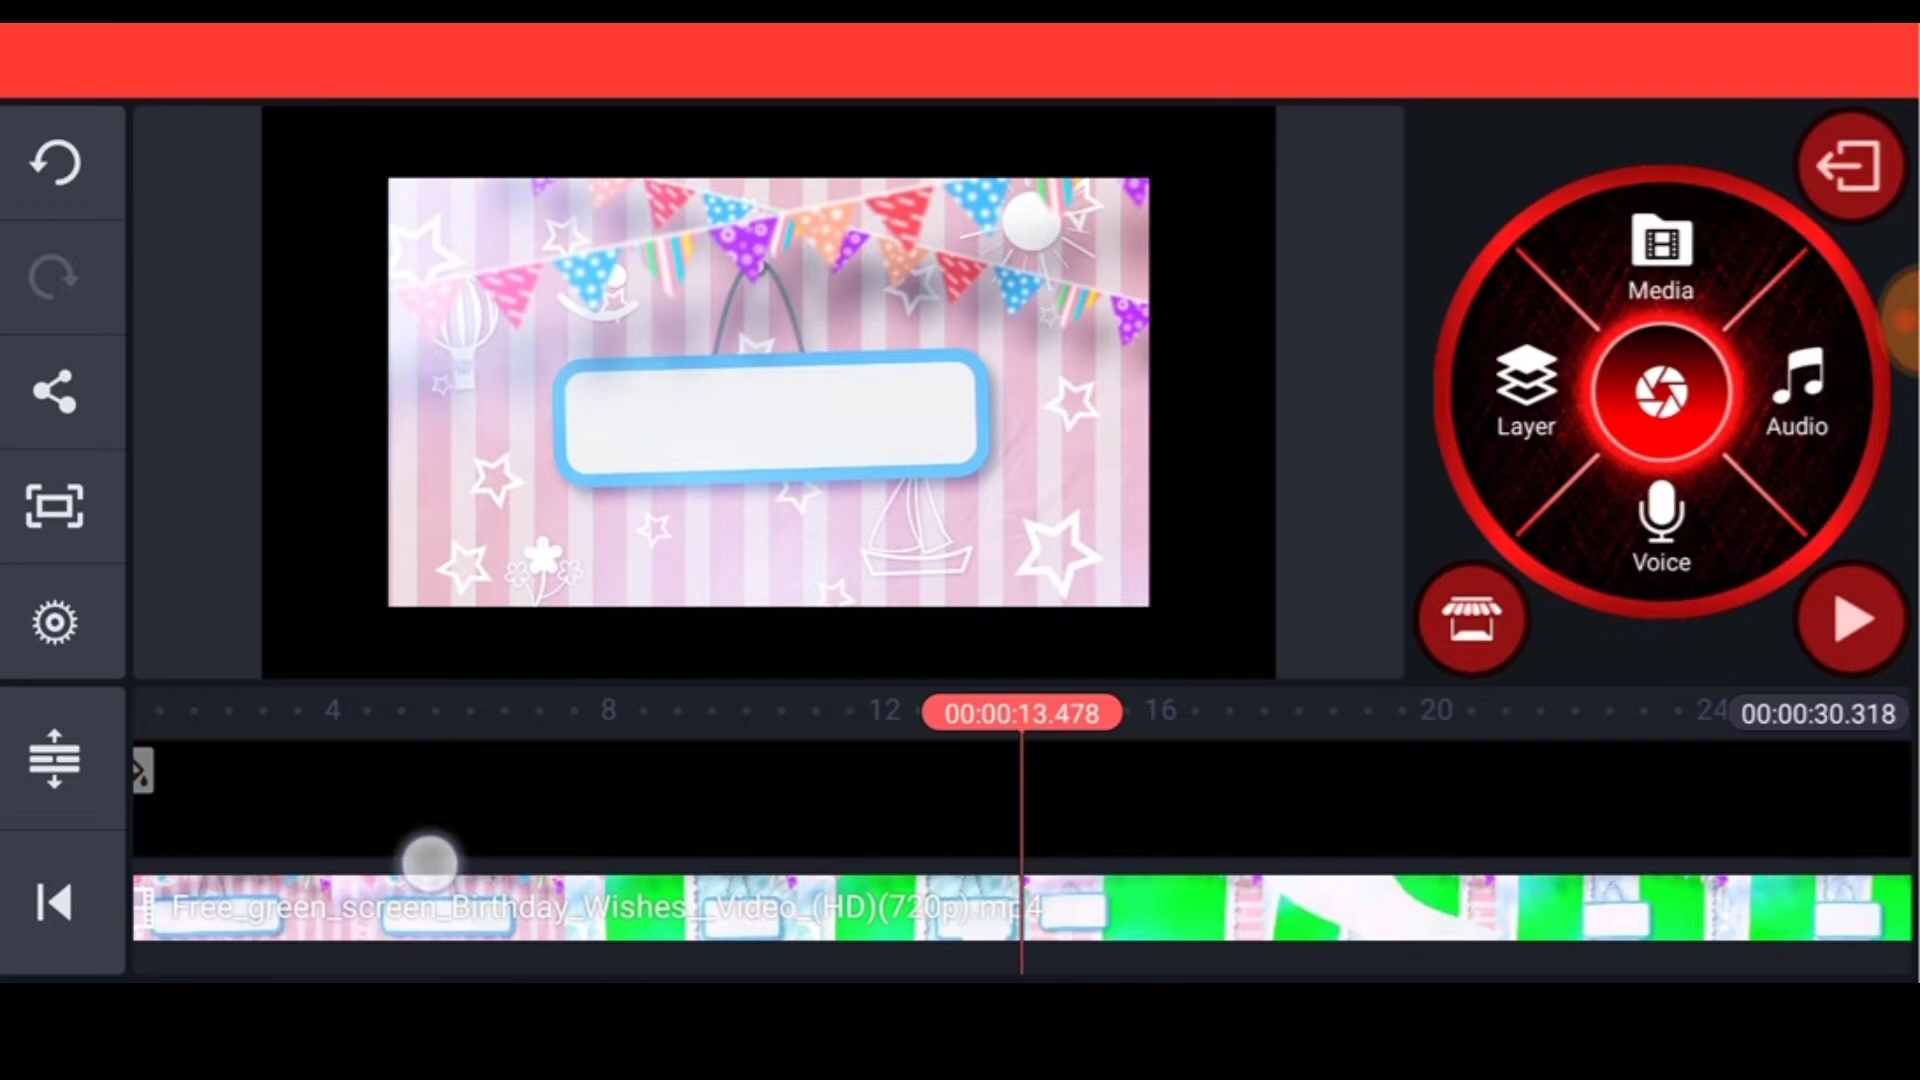 Media
Layer
Audio
Voice
4
8
12
00:00:13.478
16
20
24
00:00:30.318
Free_green_screen_Birthday_Wishes__Video_(HD)(720p).mp4